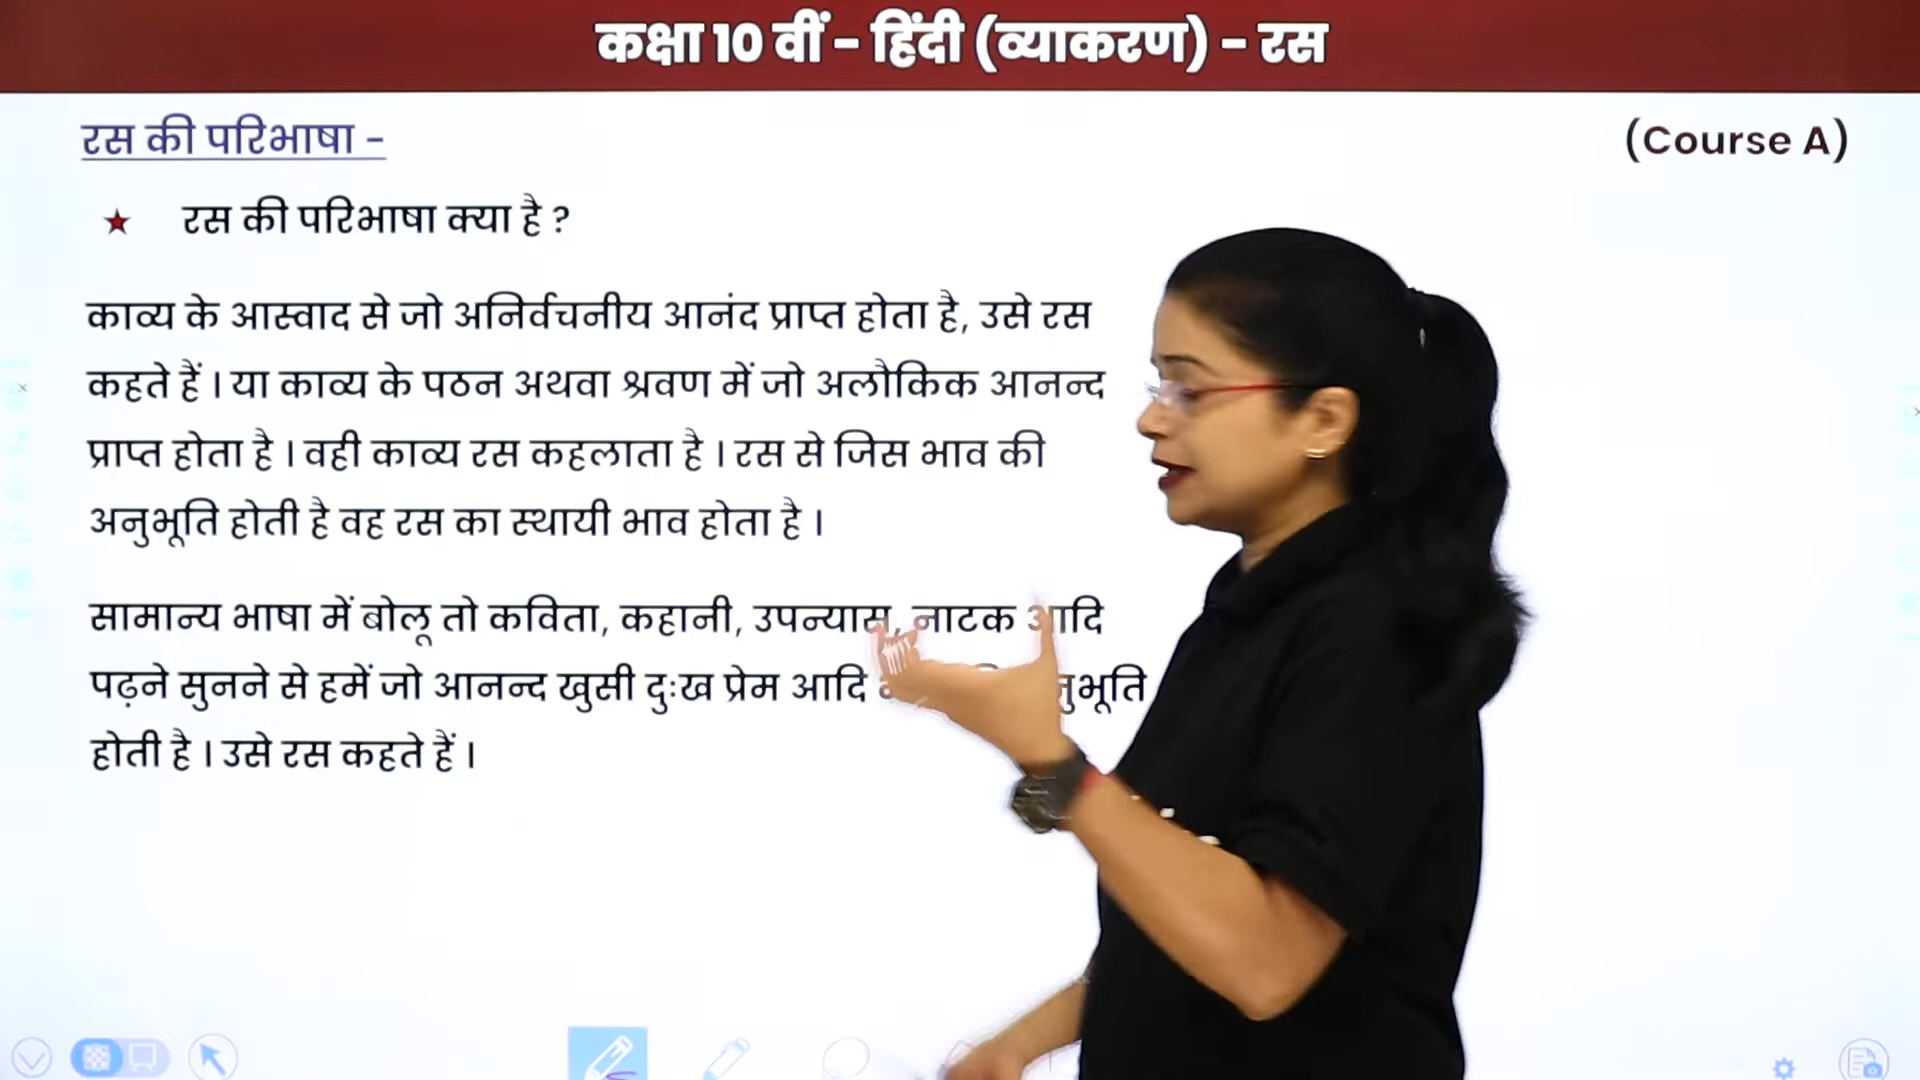 कक्षा 10 वीं - हिंदी (व्याकरण) - रस
रस की परिभाषा -
(Course A)
★ रस की परिभाषा क्या है ?
काव्य के आस्वाद से जो अनिर्वचनीय आनंद प्राप्त होता है, उसे रस
कहते हैं । या काव्य के पठन अथवा श्रवण में जो अलौकिक आनन्द
प्राप्त होता है । वही काव्य रस कहलाता है । रस से जिस भाव की
अनुभूति होती है वह रस का स्थायी भाव होता है ।
सामान्य भाषा में बोलू तो कविता, कहानी, उपन्यास, नाटक आदि
पढ़ने सुनने से हमें जो आनन्द खुसी दुःख प्रेम आदि
होती है । उसे रस कहते हैं ।